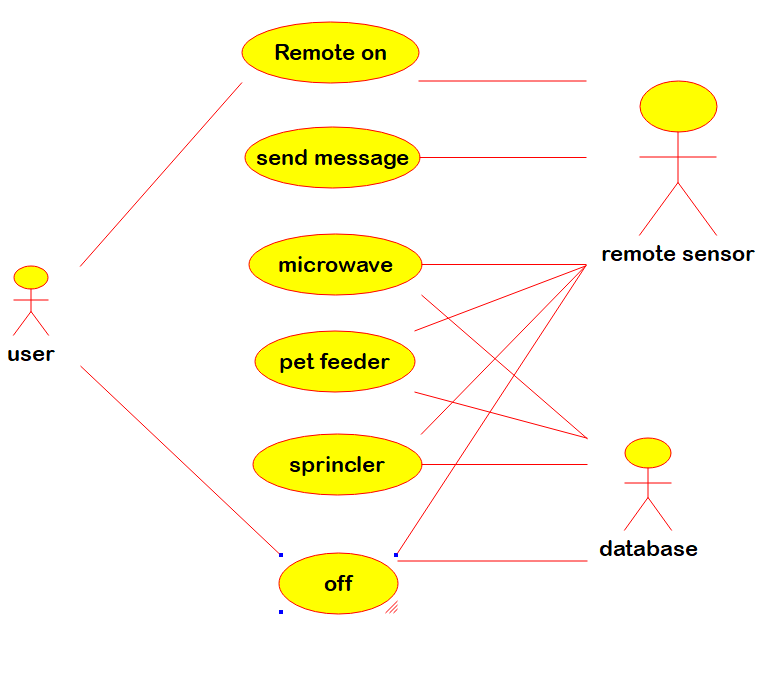 Remote on
send message
remote sensor
microwave
user
pet feeder
sprincler
database
off